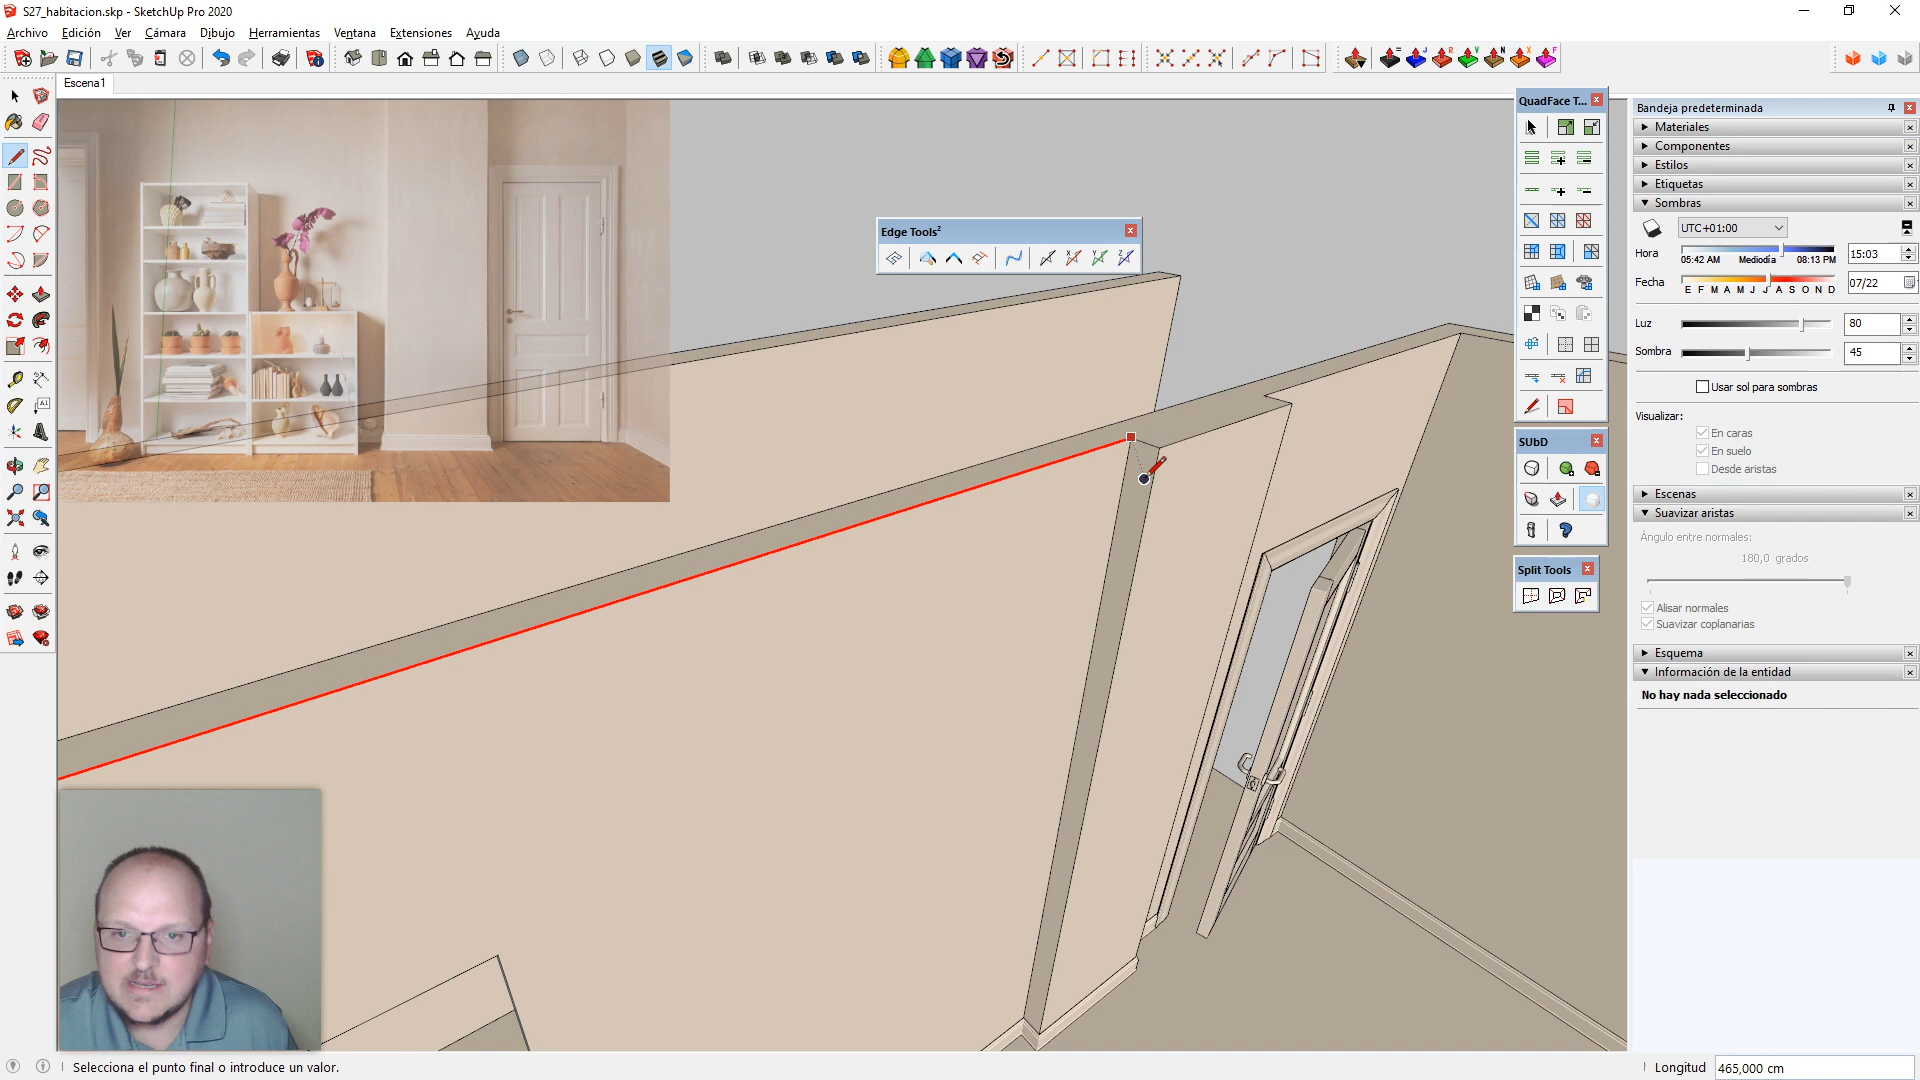 S27_habitacion.skp - SketchUp Pro 2020
Archivo Edición Ver Cámara Dibujo Herramientas Ventana Extensiones Ayuda
Escena1
QuadFace T...
Edge Tools²
SUbD
Split Tools
Bandeja predeterminada
Materiales
Componentes
Estilos
Etiquetas
Sombras
UTC+01:00
Hora
05:42 AM Mediodía 08:13 PM
15:03
Fecha
E F M A M J J A S O N D
07/22
Luz
80
Sombra
45
Usar sol para sombras
Visualizar:
En caras
En suelo
Desde aristas
Escenas
Suavizar aristas
Ángulo entre normales:
180,0 grados
Alisar normales
Suavizar coplanarias
Esquema
Información de la entidad
No hay nada seleccionado
Selecciona el punto final o introduce un valor.
Longitud 465,000 cm